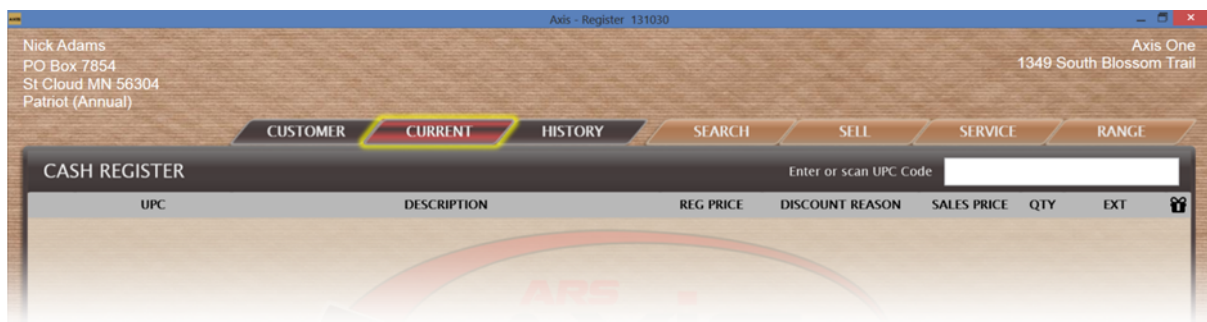 Axis - Register 131030
Nick Adams
PO Box 7854
St Cloud MN 56304
Patriot (Annual)
Axis One
1349 South Blossom Trail
CUSTOMER CURRENT HISTORY SEARCH SELL SERVICE RANGE
CASH REGISTER
Enter or scan UPC Code
UPC DESCRIPTION REG PRICE DISCOUNT REASON SALES PRICE QTY EXT
ARS